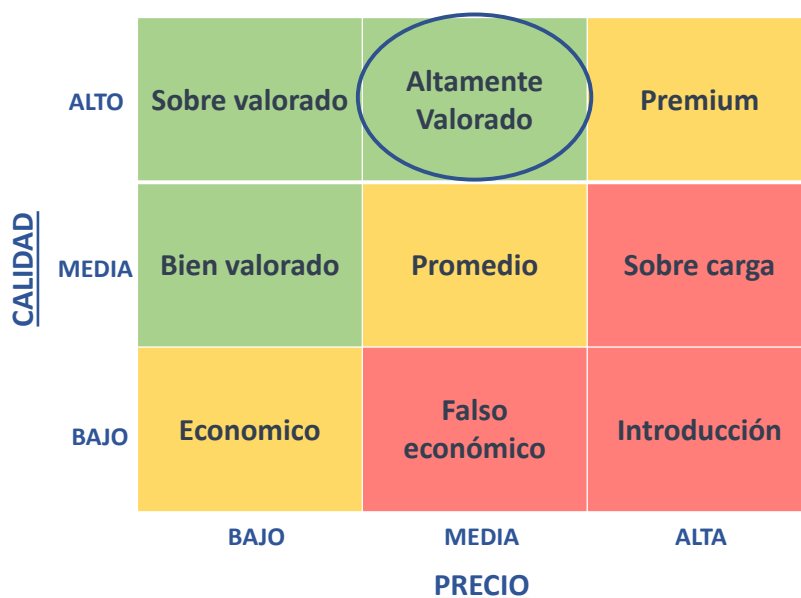 ALTO
Sobre valorado
Altamente
Valorado
Premium
CALIDAD
MEDIA
Bien valorado
Promedio
Sobre carga
BAJO
Economico
Falso
económico
Introducción
BAJO
MEDIA
ALTA
PRECIO